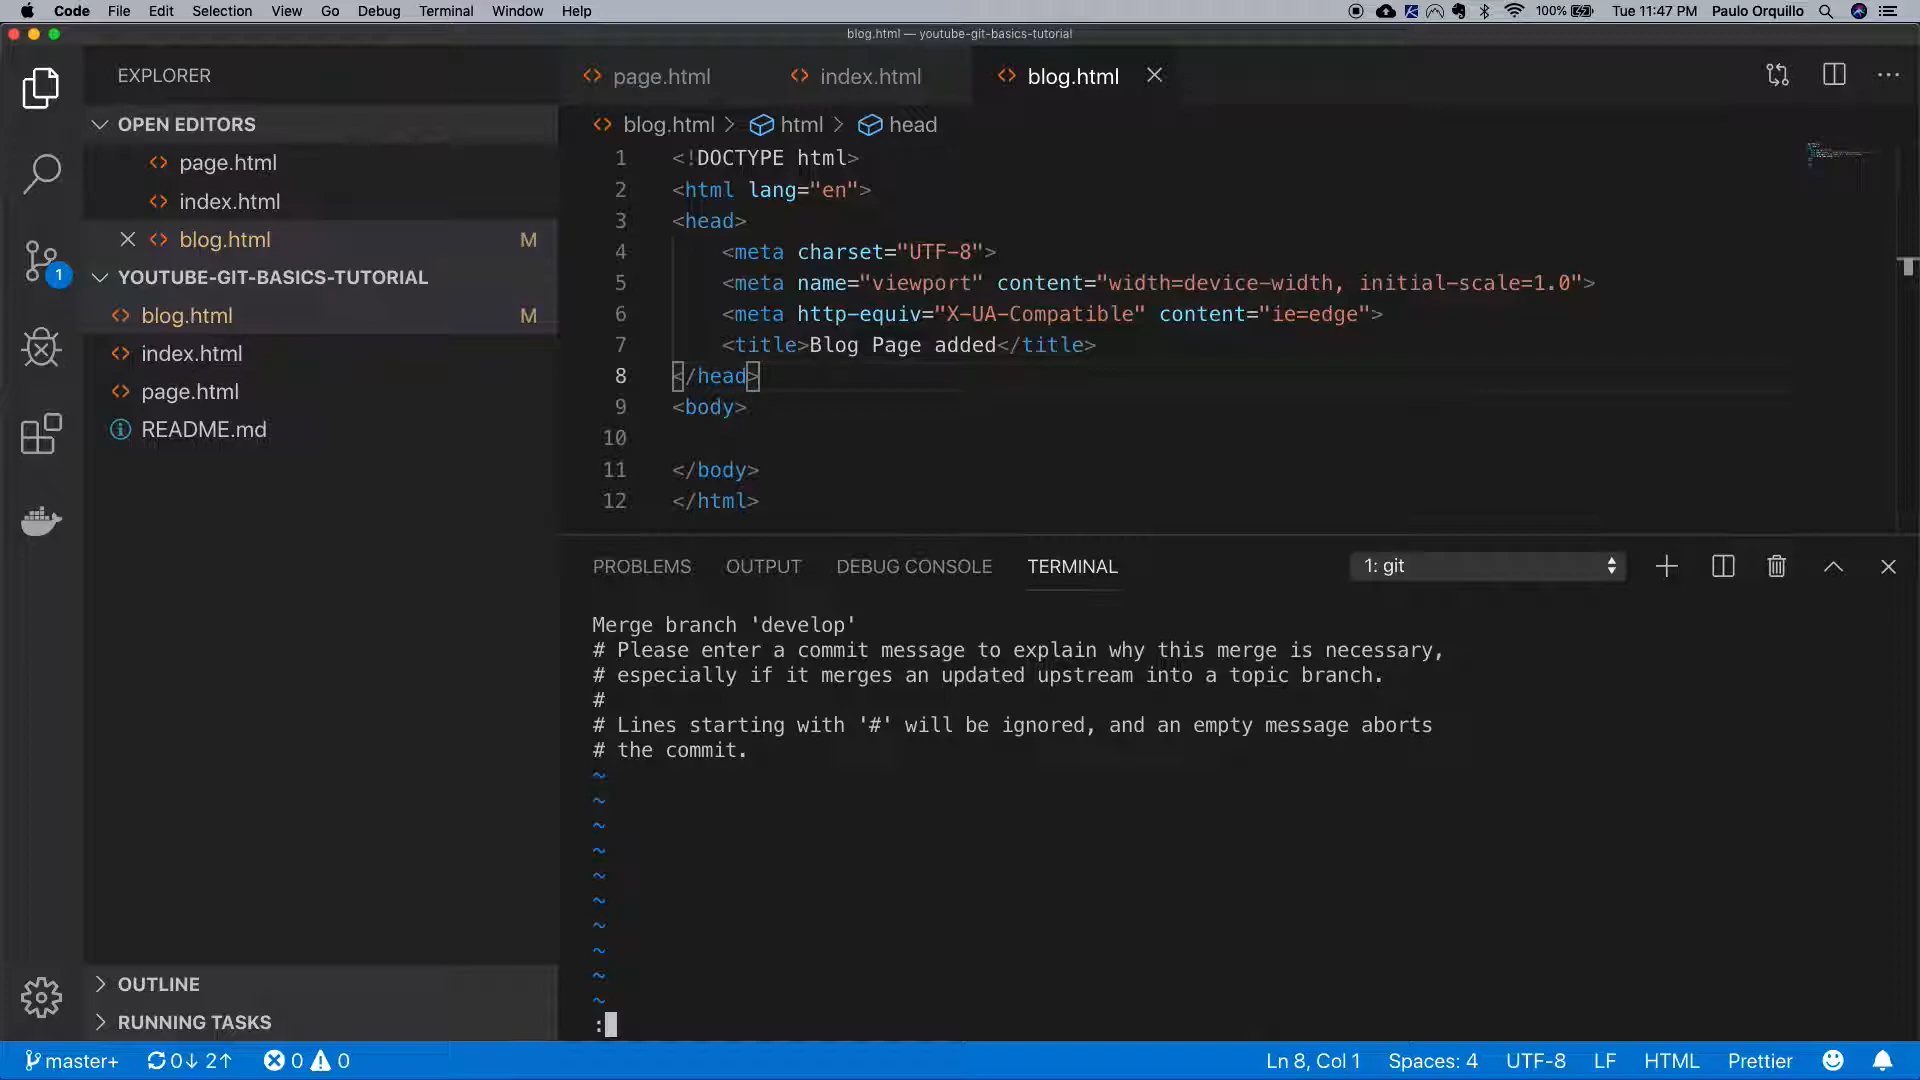 Code File Edit Selection View Go Debug Terminal Window Help 100% Tue 11:47 PM Paulo Orquillo
blog.html — youtube-git-basics-tutorial
EXPLORER
OPEN EDITORS
page.html
index.html
blog.html M
1
YOUTUBE-GIT-BASICS-TUTORIAL
blog.html M
index.html
page.html
README.md
OUTLINE
RUNNING TASKS
page.html index.html blog.html
blog.html > html > head
1 <!DOCTYPE html>
2 <html lang="en">
3 <head>
4 <meta charset="UTF-8">
5 <meta name="viewport" content="width=device-width, initial-scale=1.0">
6 <meta http-equiv="X-UA-Compatible" content="ie=edge">
7 <title>Blog Page added</title>
8 </head>
9 <body>
10
11 </body>
12 </html>
PROBLEMS OUTPUT DEBUG CONSOLE TERMINAL 1: git
Merge branch 'develop'
# Please enter a commit message to explain why this merge is necessary,
# especially if it merges an updated upstream into a topic branch.
#
# Lines starting with '#' will be ignored, and an empty message aborts
# the commit.
~
~
~
~
~
~
~
~
~
~
:
master+ 0↓ 2↑ 0 0 Ln 8, Col 1 Spaces: 4 UTF-8 LF HTML Prettier